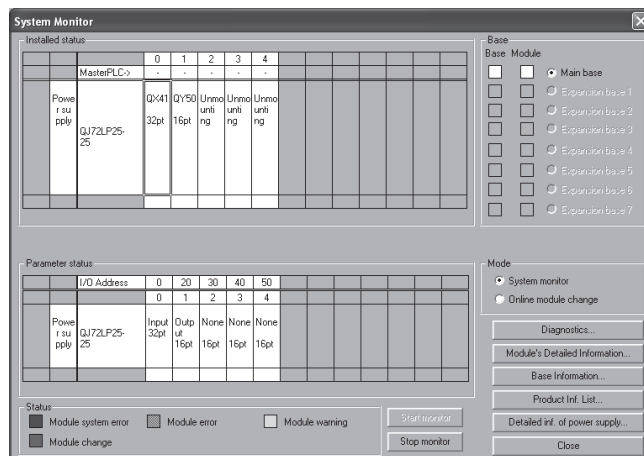 System Monitor
Installed status
0 1 2 3 4
MasterPLC-> - - - - -
Powe r su pply
QJ72LP25-25
QX41 32pt
QY50 16pt
Unmo unti ng
Unmo unti ng
Unmo unti ng
Base
Base Module
Main base
Expansion base 1
Expansion base 2
Expansion base 3
Expansion base 4
Expansion base 5
Expansion base 6
Expansion base 7
Parameter status
I/O Address 0 20 30 40 50
0 1 2 3 4
Powe r su pply
QJ72LP25-25
Input 32pt
Outp ut 16pt
None 16pt
None 16pt
None 16pt
Mode
System monitor
Online module change
Diagnostics...
Module's Detailed Information...
Base Information...
Product Inf. List...
Detailed inf. of power supply...
Close
Status
Module system error
Module error
Module warning
Module change
Start monitor
Stop monitor